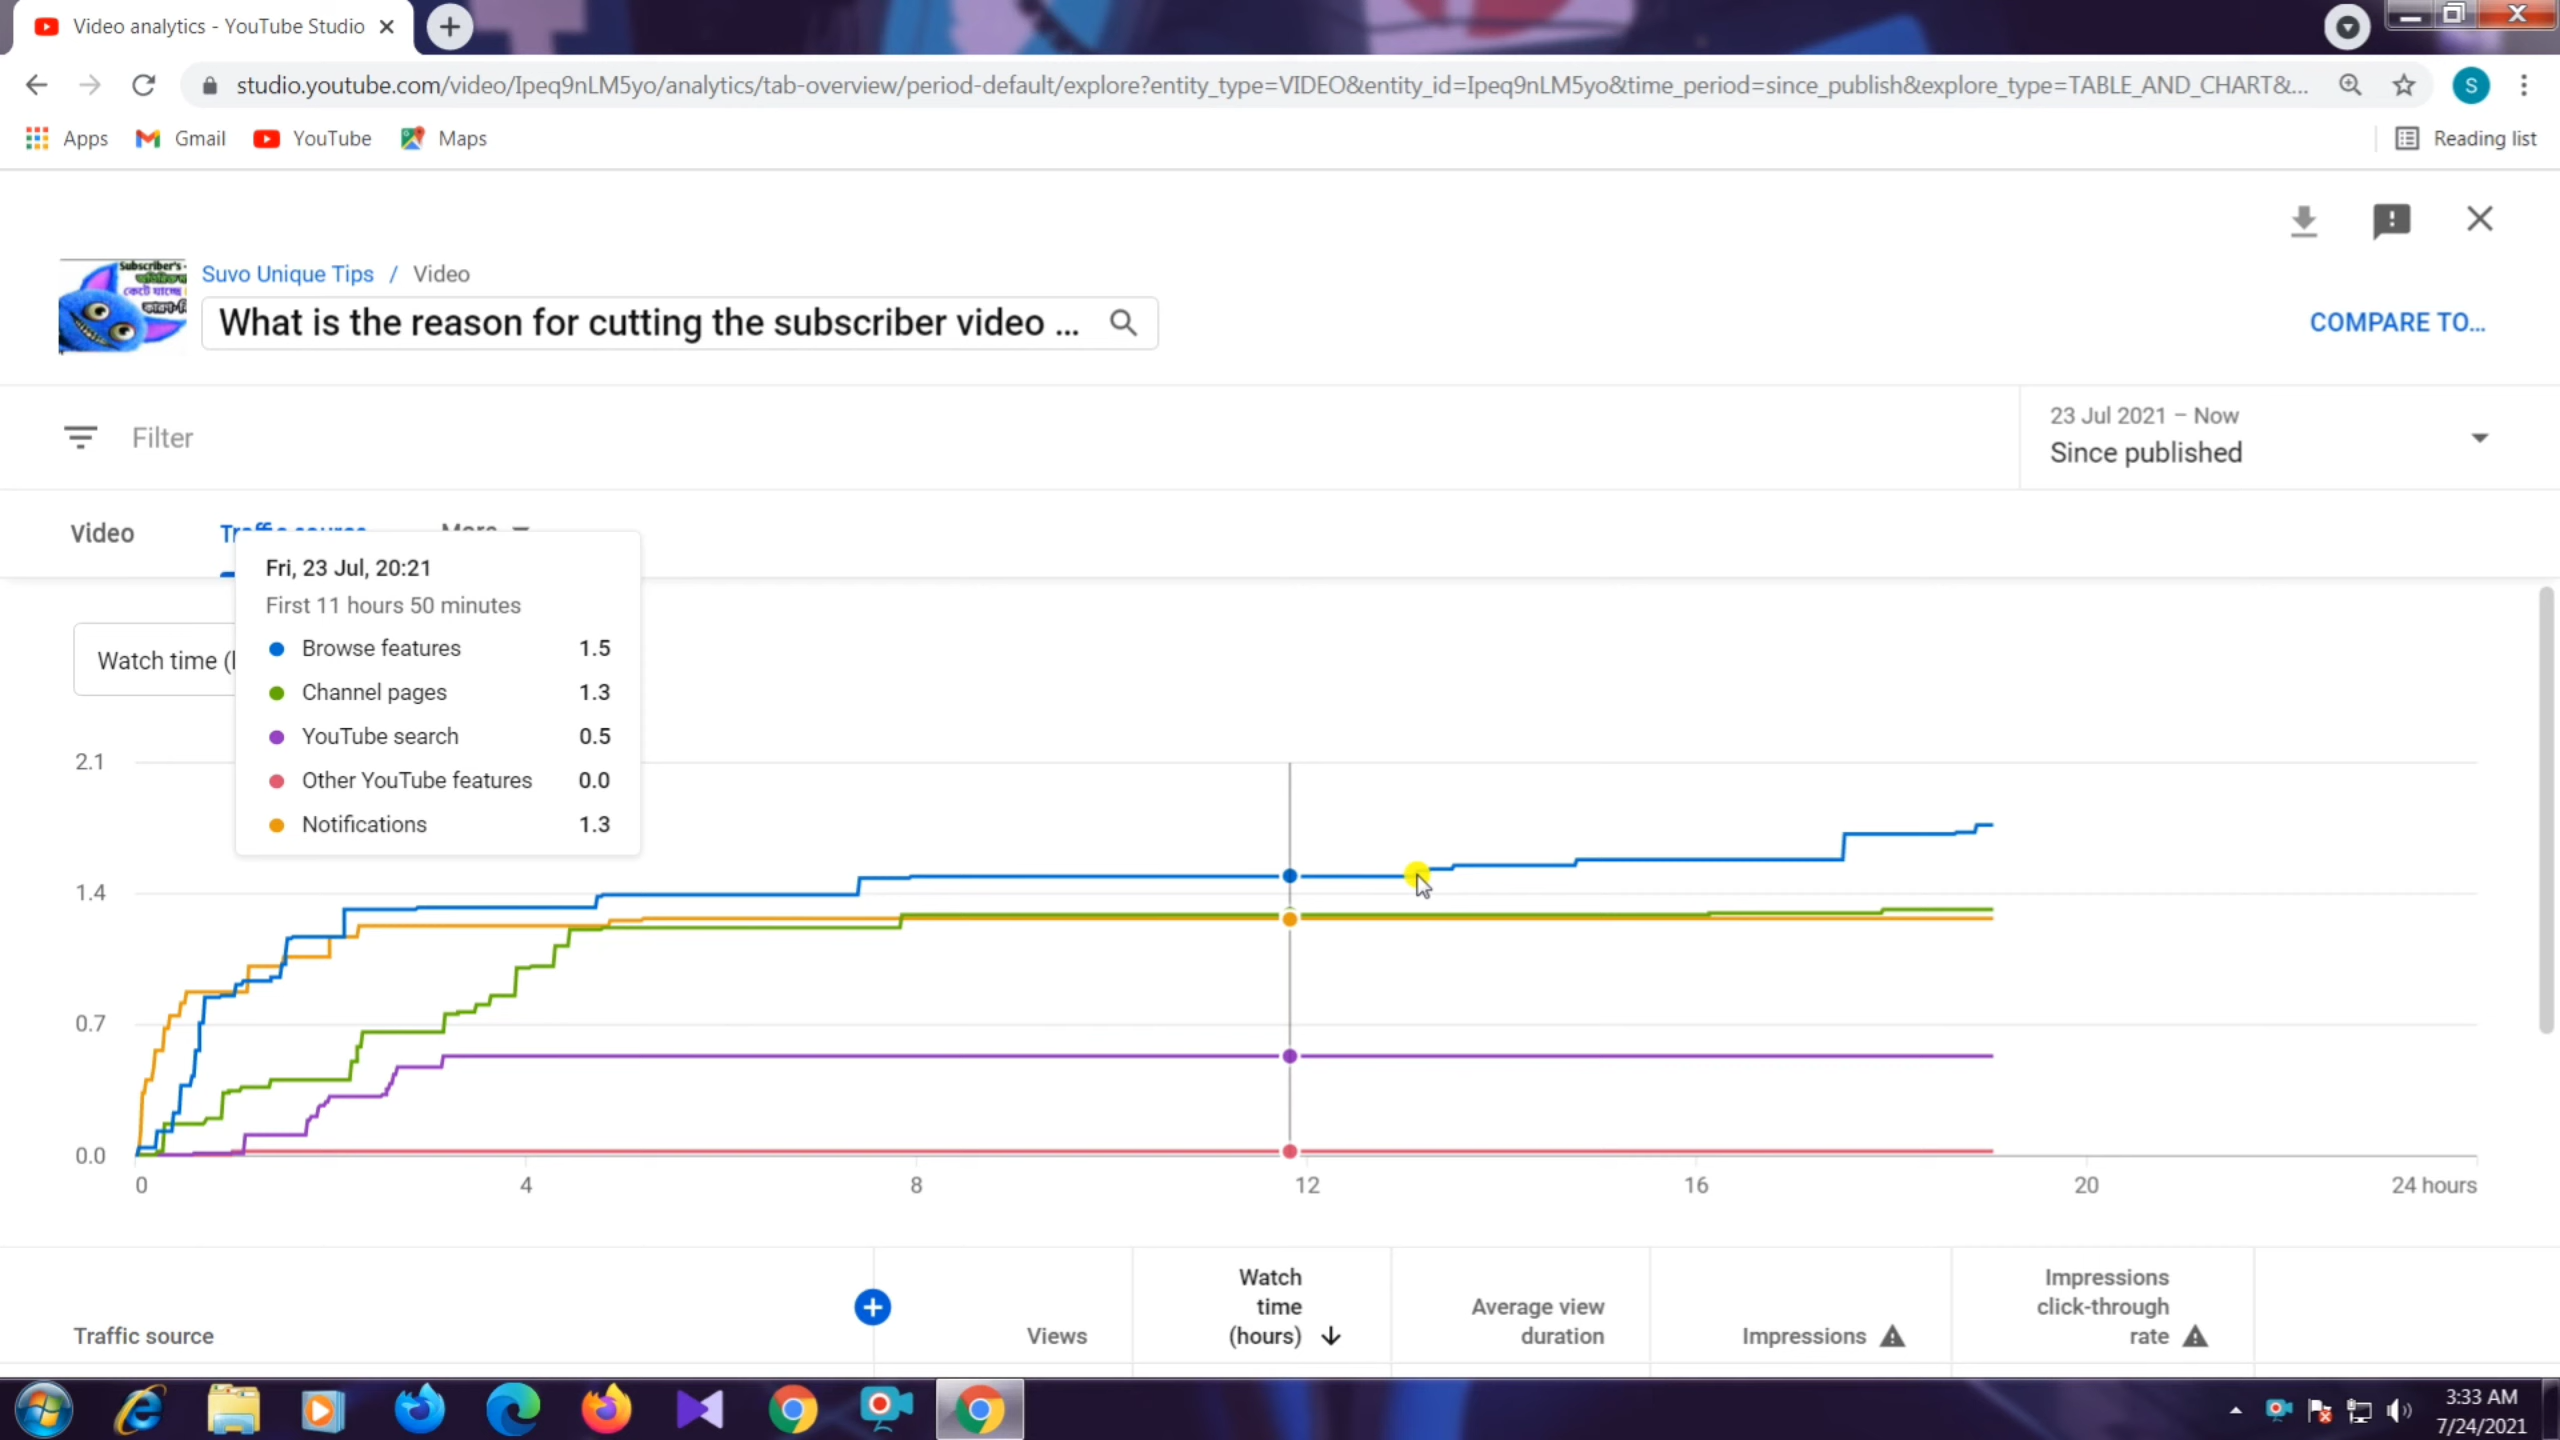 Video analytics - YouTube Studio
studio.youtube.com/video/Ipeq9nLM5yo/analytics/tab-overview/period-default/explore?entity_type=VIDEO&entity_id=Ipeq9nLM5yo&time_period=since_publish&explore_type=TABLE_AND_CHART&...
S
Apps Gmail YouTube Maps Reading list
Subscriber's
কেটে যাচ্ছে
Suvo Unique Tips / Video
What is the reason for cutting the subscriber video ...
COMPARE TO...
Filter
23 Jul 2021 – Now
Since published
Video Traffic source More
Fri, 23 Jul, 20:21
First 11 hours 50 minutes
Browse features 1.5
Channel pages 1.3
YouTube search 0.5
Other YouTube features 0.0
Notifications 1.3
Watch time (
2.1
1.4
0.7
0.0
0 4 8 12 16 20 24 hours
Traffic source
Views
Watch
time
(hours)
Average view
duration
Impressions
Impressions
click-through
rate
3:33 AM
7/24/2021